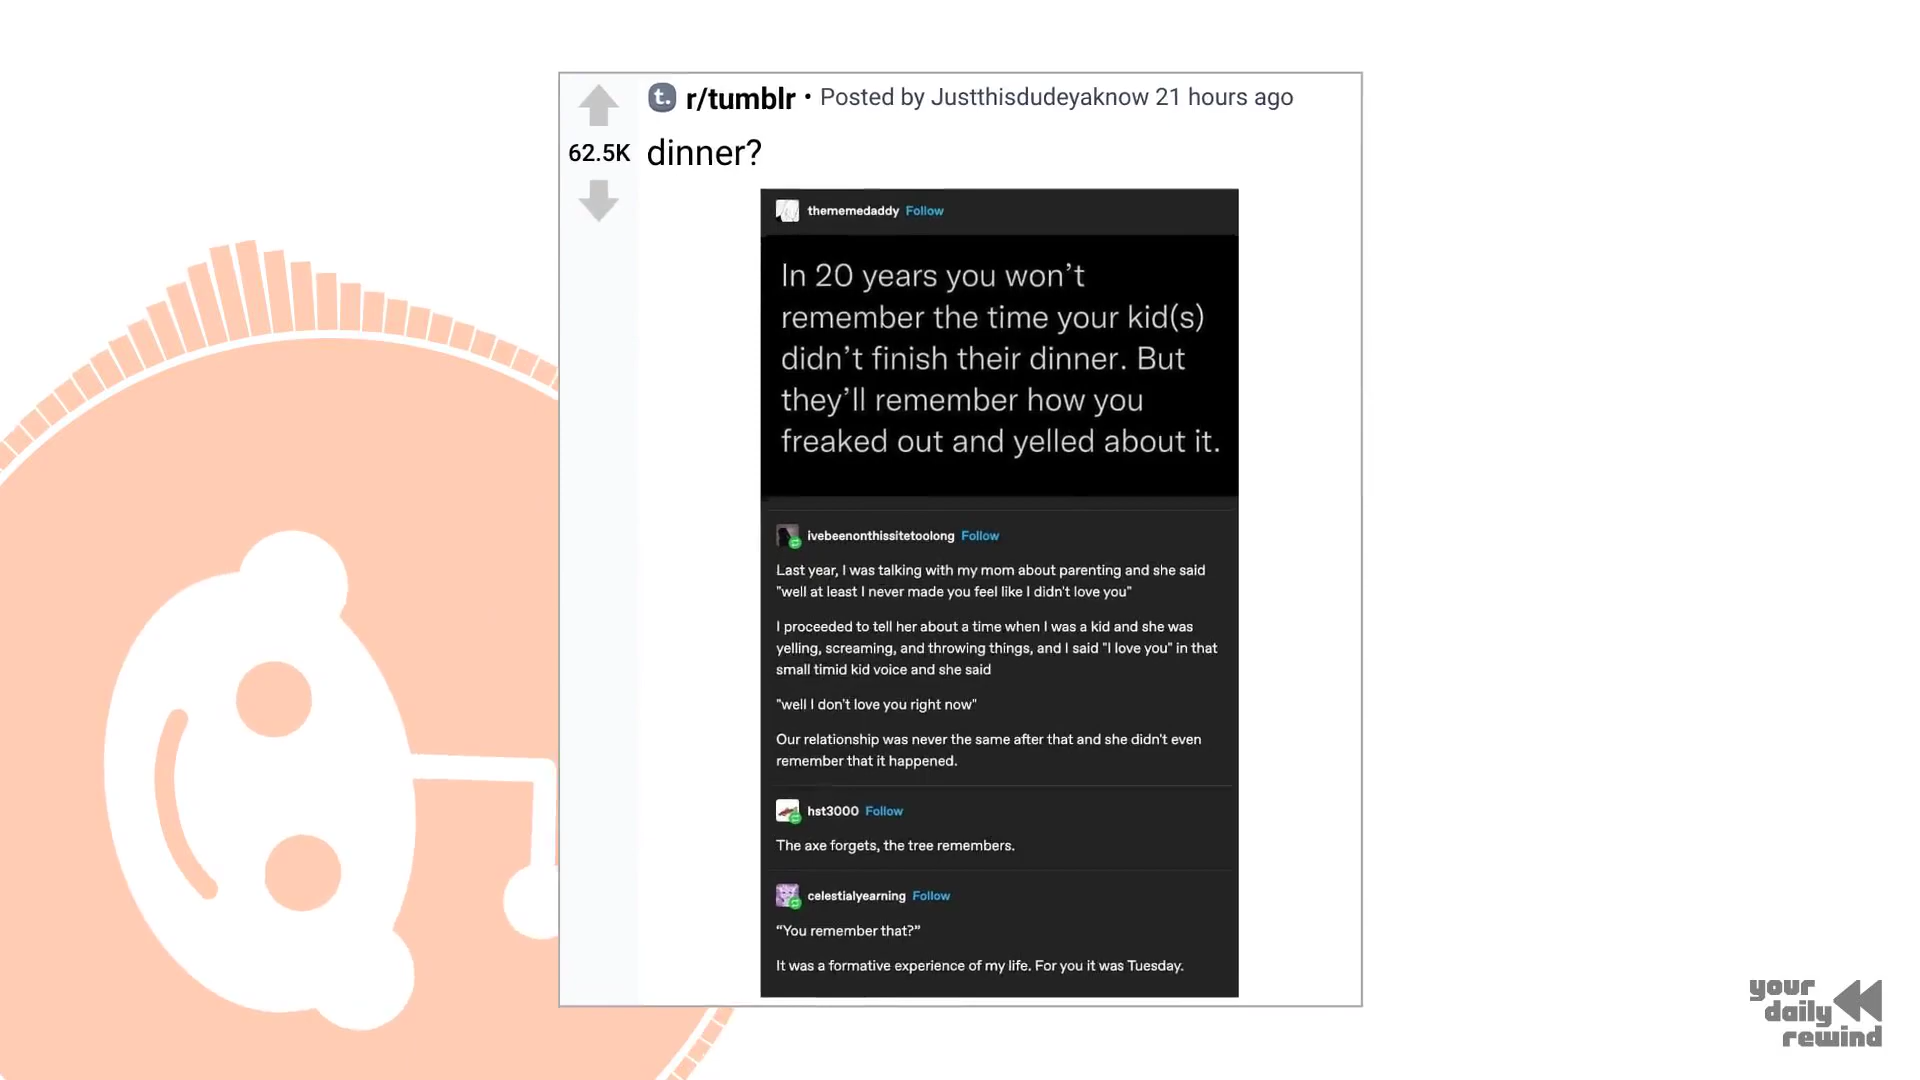 t. r/tumblr • Posted by Justthisdudeyaknow 21 hours ago
62.5K dinner?
thememedaddy Follow
In 20 years you won’t
remember the time your kid(s)
didn’t finish their dinner. But
they’ll remember how you
freaked out and yelled about it.
ivebeenonthissitetoolong Follow
Last year, I was talking with my mom about parenting and she said
"well at least I never made you feel like I didn't love you"
I proceeded to tell her about a time when I was a kid and she was
yelling, screaming, and throwing things, and I said "I love you" in that
small timid kid voice and she said
"well I don't love you right now"
Our relationship was never the same after that and she didn't even
remember that it happened.
hst3000 Follow
The axe forgets, the tree remembers.
celestialyearning Follow
“You remember that?”
It was a formative experience of my life. For you it was Tuesday.
your
daily
rewind